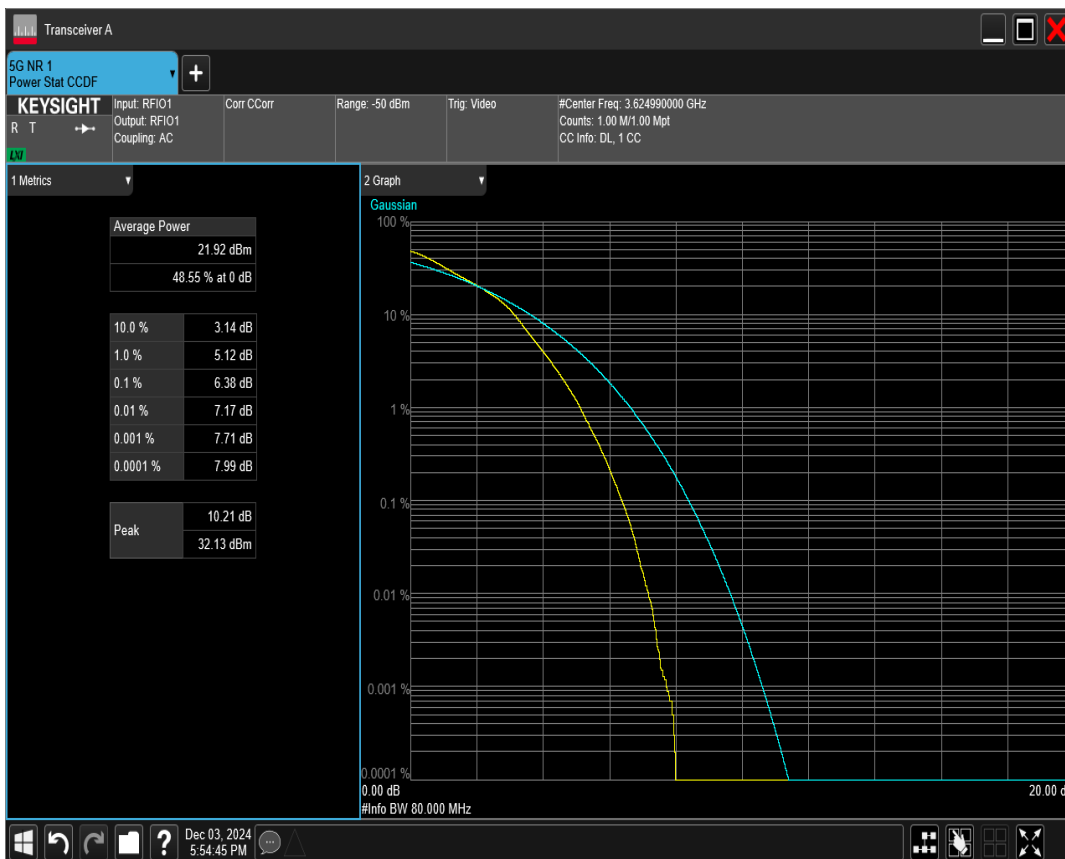 Transceiver A
5G NR 1
Power Stat CCDF
KEYSIGHT
R T
LXI
Input: RFIO1
Output: RFIO1
Coupling: AC
Corr CCorr
Range: -50 dBm
Trig: Video
#Center Freq: 3.624990000 GHz
Counts: 1.00 M/1.00 Mpt
CC Info: DL, 1 CC
1 Metrics
Average Power
21.92 dBm
48.55 % at 0 dB
10.0 % 3.14 dB
1.0 % 5.12 dB
0.1 % 6.38 dB
0.01 % 7.17 dB
0.001 % 7.71 dB
0.0001 % 7.99 dB
Peak
10.21 dB
32.13 dBm
2 Graph
Gaussian
100 %
10 %
1 %
0.1 %
0.01 %
0.001 %
0.0001 %
0.00 dB
20.00 d
#Info BW 80.000 MHz
?
Dec 03, 2024
5:54:45 PM